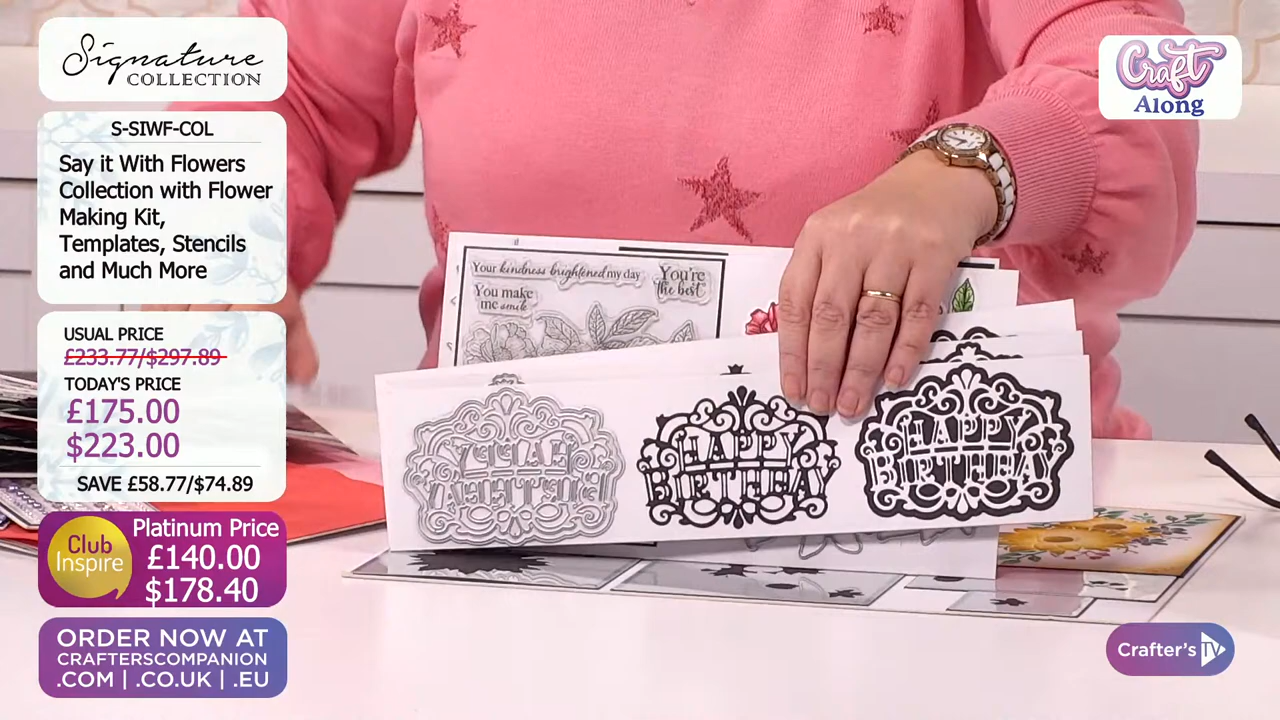 Signature
COLLECTION
S-SIWF-COL
Say it With Flowers
Collection with Flower
Making Kit,
Templates, Stencils
and Much More
USUAL PRICE
£233.77/$297.89
TODAY'S PRICE
£175.00
$223.00
SAVE £58.77/$74.89
Club
Inspire
Platinum Price
£140.00
$178.40
ORDER NOW AT
CRAFTERSCOMPANION
.COM | .CO.UK | .EU
Craft
Along
Your kindness brightened my day
You're
the best
You make
me smile
HAPPY
BIRTHDAY
HAPPY
BIRTHDAY
HAPPY
BIRTHDAY
Crafter's TV